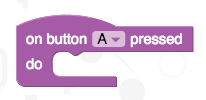 on button A pressed
do